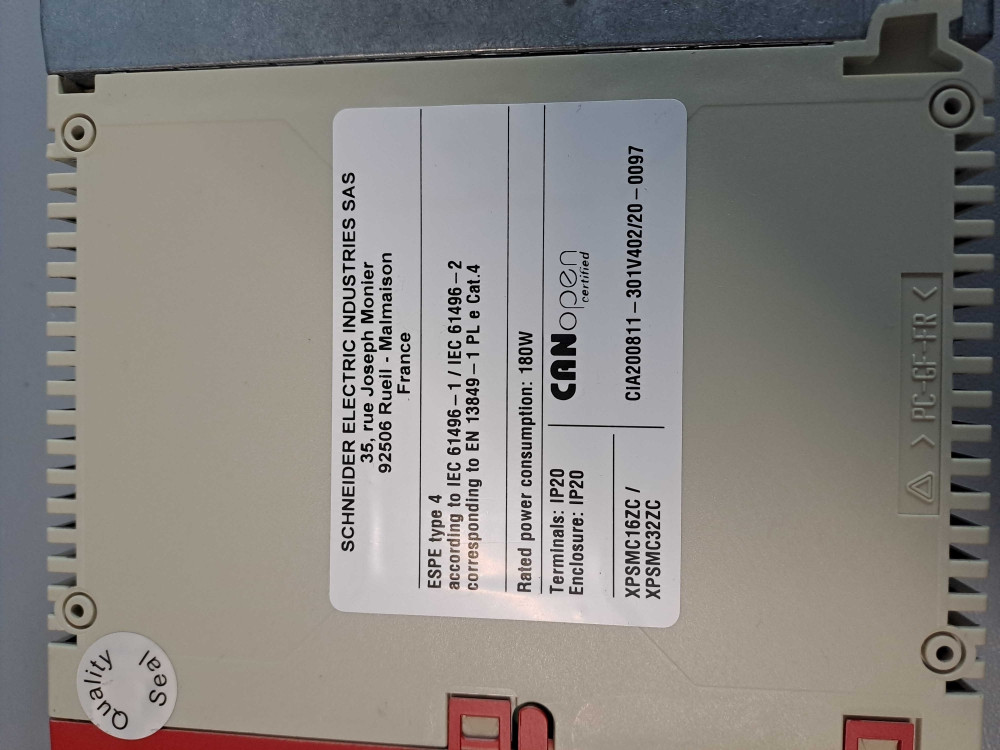 SCHNEIDER ELECTRIC INDUSTRIES SAS
35, rue Joseph Monier
92506 Rueil - Malmaison
France
ESPE type 4
according to IEC 61496-1 / IEC 61496-2
corresponding to EN 13849-1 PL e Cat.4
Rated power consumption: 180W
Terminals: IP20
Enclosure: IP20
CANopen
certified
XPSMC16ZC /
XPSMC32ZC
CIA200811-301V402/20-0097
> PC-GF-FR <
Quality
Seal